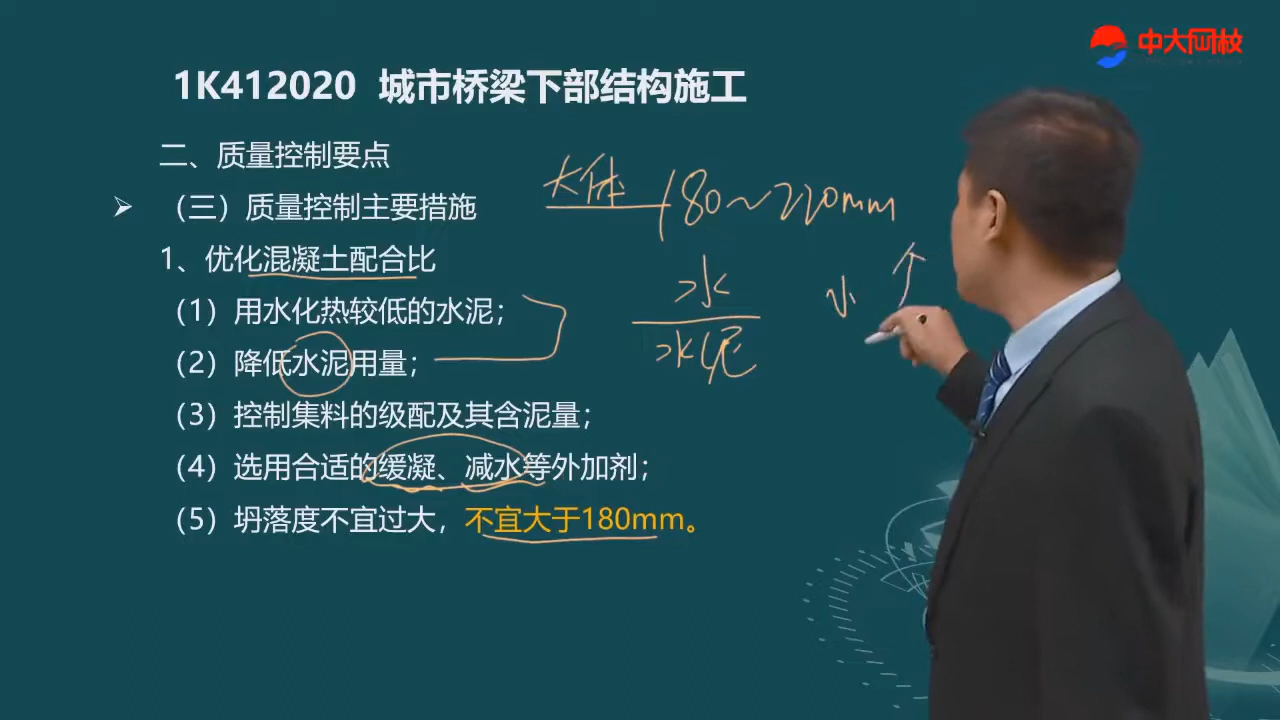 中大网校
1K412020 城市桥梁下部结构施工
二、质量控制要点
（三）质量控制主要措施
大体 180~220mm
1、优化混凝土配合比
水
水泥
小
（1）用水化热较低的水泥；
（2）降低水泥用量；
（3）控制集料的级配及其含泥量；
（4）选用合适的缓凝、减水等外加剂；
（5）坍落度不宜过大，不宜大于180mm。